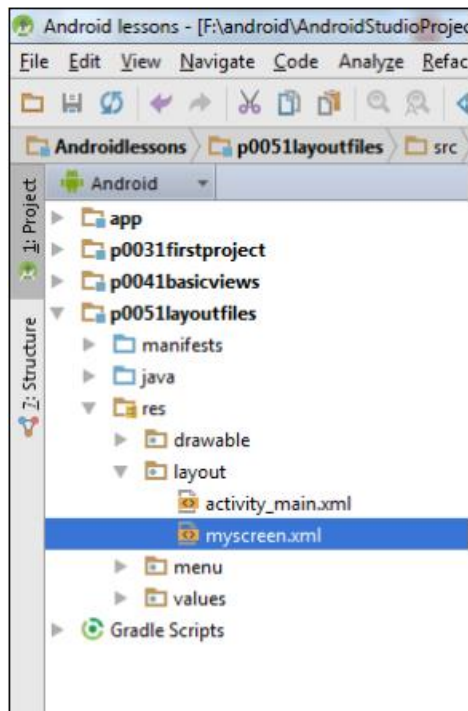 Android lessons - [F:\android\AndroidStudioProjec
File Edit View Navigate Code Analyze Refac
Androidlessons p0051layoutfiles src
1: Project
Android
app
p0031firstproject
p0041basicviews
p0051layoutfiles
7: Structure
manifests
java
res
drawable
layout
activity_main.xml
myscreen.xml
menu
values
Gradle Scripts